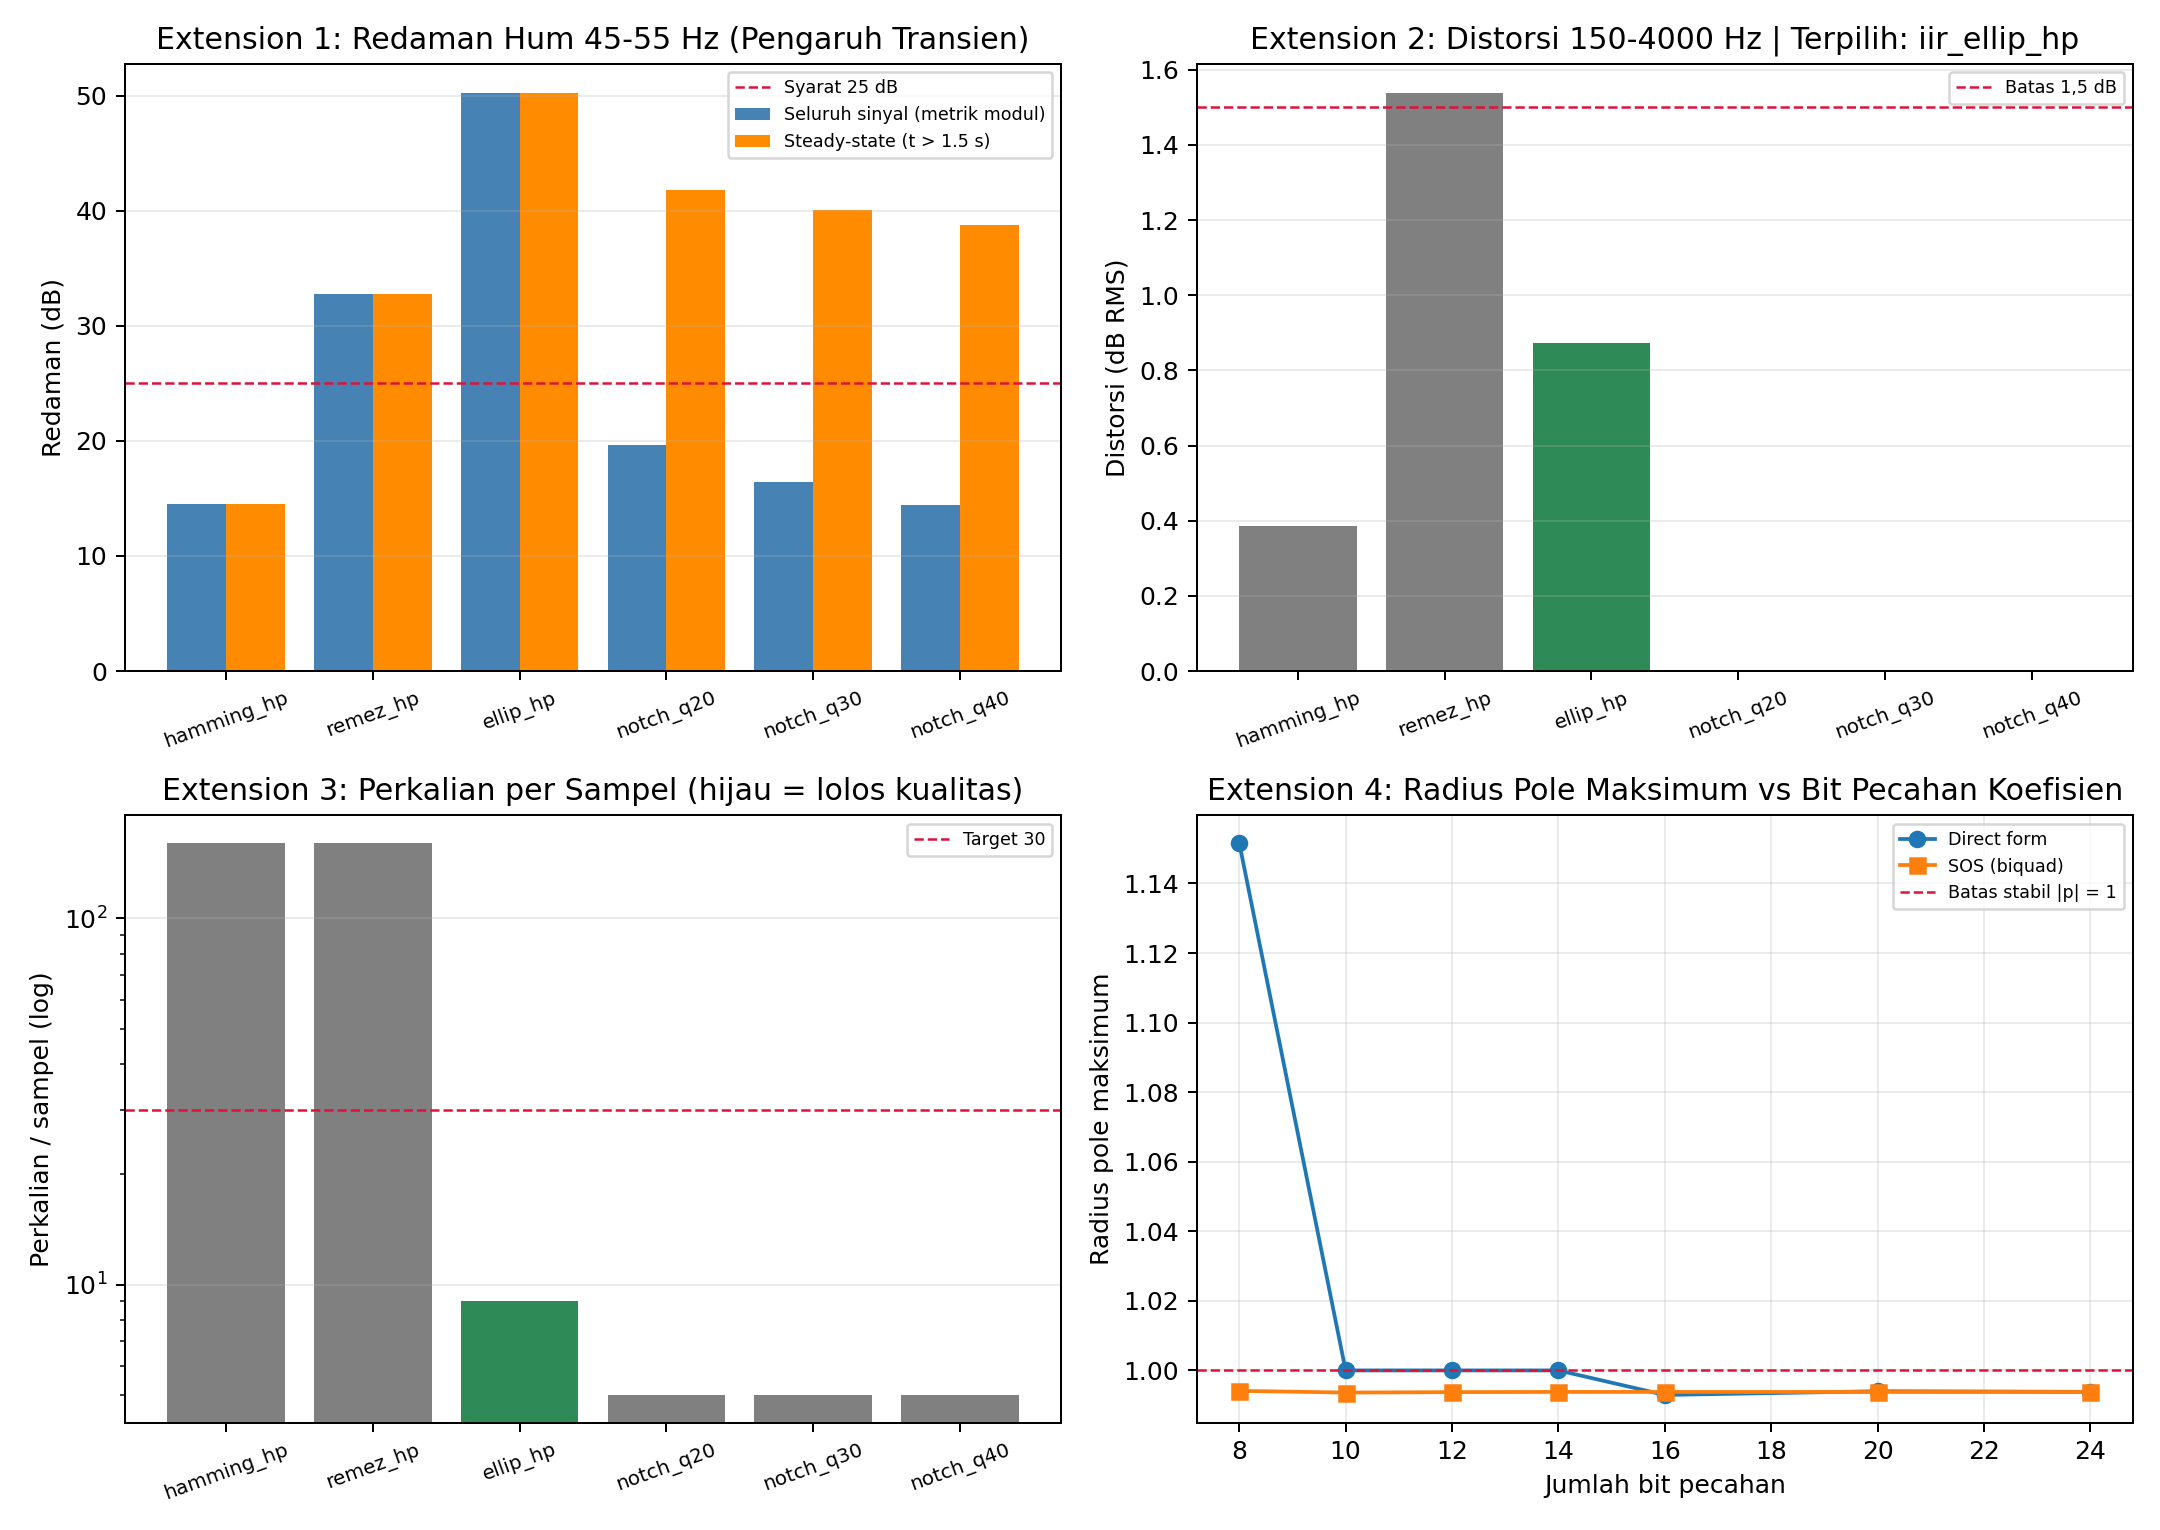 Extension 1: Redaman Hum 45-55 Hz (Pengaruh Transien)
Redaman (dB)
50
40
30
20
10
0
Syarat 25 dB
Seluruh sinyal (metrik modul)
Steady-state (t > 1.5 s)
hamming_hp
remez_hp
ellip_hp
notch_q20
notch_q30
notch_q40
Extension 2: Distorsi 150-4000 Hz | Terpilih: iir_ellip_hp
Distorsi (dB RMS)
1.6
1.4
1.2
1.0
0.8
0.6
0.4
0.2
0.0
Batas 1,5 dB
hamming_hp
remez_hp
ellip_hp
notch_q20
notch_q30
notch_q40
Extension 3: Perkalian per Sampel (hijau = lolos kualitas)
Perkalian / sampel (log)
10²
10¹
Target 30
hamming_hp
remez_hp
ellip_hp
notch_q20
notch_q30
notch_q40
Extension 4: Radius Pole Maksimum vs Bit Pecahan Koefisien
Radius pole maksimum
1.14
1.12
1.10
1.08
1.06
1.04
1.02
1.00
Direct form
SOS (biquad)
Batas stabil |p| = 1
8
10
12
14
16
18
20
22
24
Jumlah bit pecahan